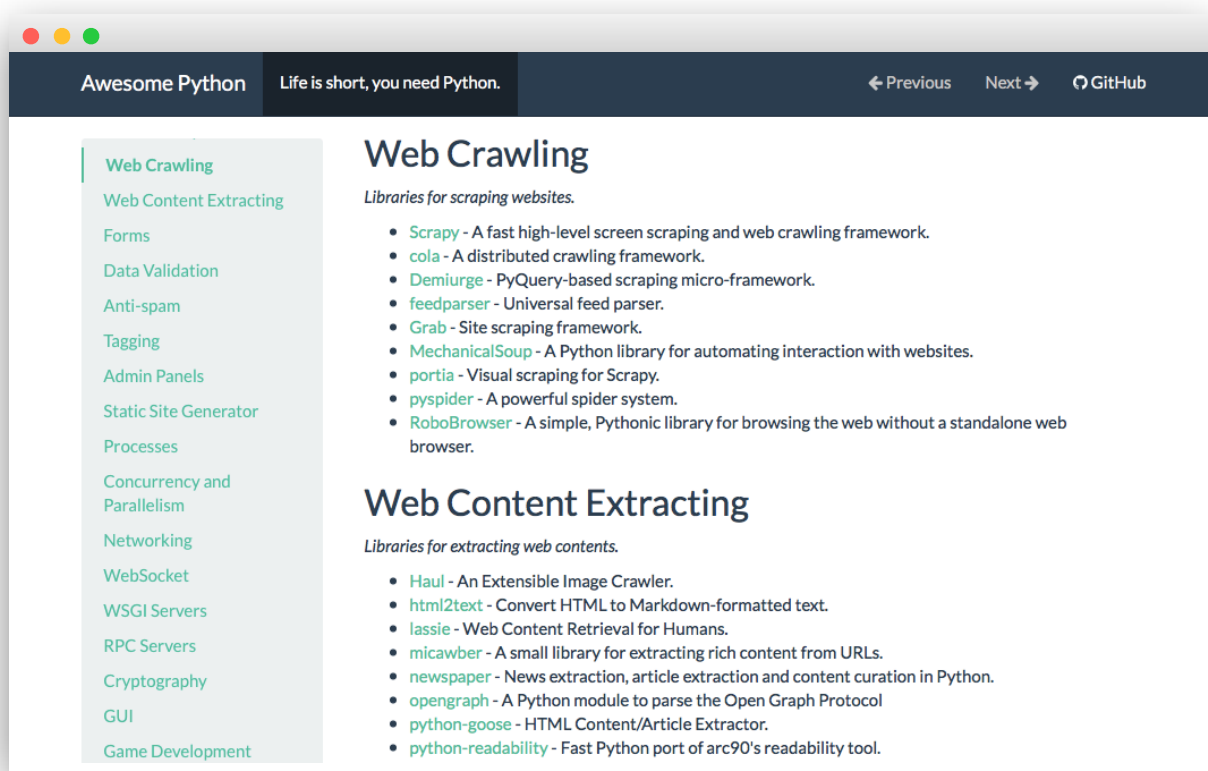 Awesome Python
Life is short, you need Python.
Previous
Next
GitHub
Web Crawling
Web Content Extracting
Forms
Data Validation
Anti-spam
Tagging
Admin Panels
Static Site Generator
Processes
Concurrency and
Parallelism
Networking
WebSocket
WSGI Servers
RPC Servers
Cryptography
GUI
Game Development
Web Crawling
Libraries for scraping websites.
Scrapy - A fast high-level screen scraping and web crawling framework.
cola - A distributed crawling framework.
Demiurge - PyQuery-based scraping micro-framework.
feedparser - Universal feed parser.
Grab - Site scraping framework.
MechanicalSoup - A Python library for automating interaction with websites.
portia - Visual scraping for Scrapy.
pyspider - A powerful spider system.
RoboBrowser - A simple, Pythonic library for browsing the web without a standalone web
browser.
Web Content Extracting
Libraries for extracting web contents.
Haul - An Extensible Image Crawler.
html2text - Convert HTML to Markdown-formatted text.
lassie - Web Content Retrieval for Humans.
micawber - A small library for extracting rich content from URLs.
newspaper - News extraction, article extraction and content curation in Python.
opengraph - A Python module to parse the Open Graph Protocol
python-goose - HTML Content/Article Extractor.
python-readability - Fast Python port of arc90's readability tool.